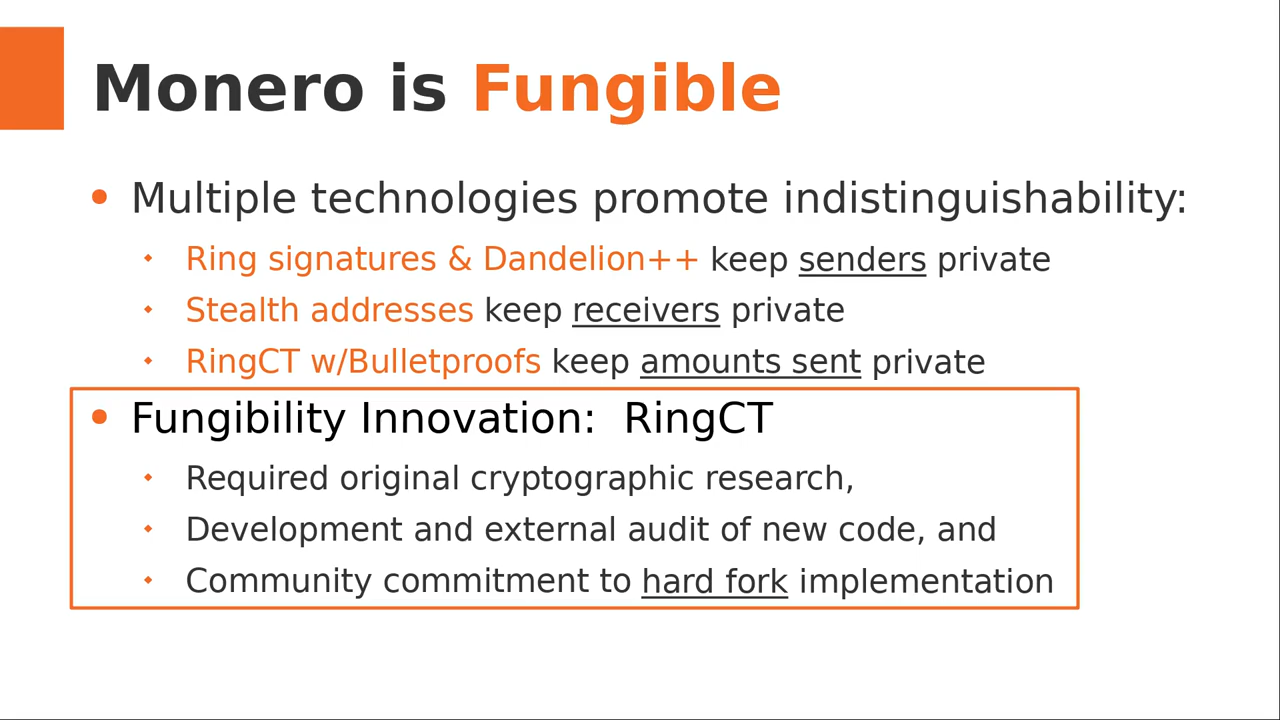 Monero is Fungible
Multiple technologies promote indistinguishability:
Ring signatures & Dandelion++ keep senders private
Stealth addresses keep receivers private
RingCT w/Bulletproofs keep amounts sent private
Fungibility Innovation:  RingCT
Required original cryptographic research,
Development and external audit of new code, and
Community commitment to hard fork implementation